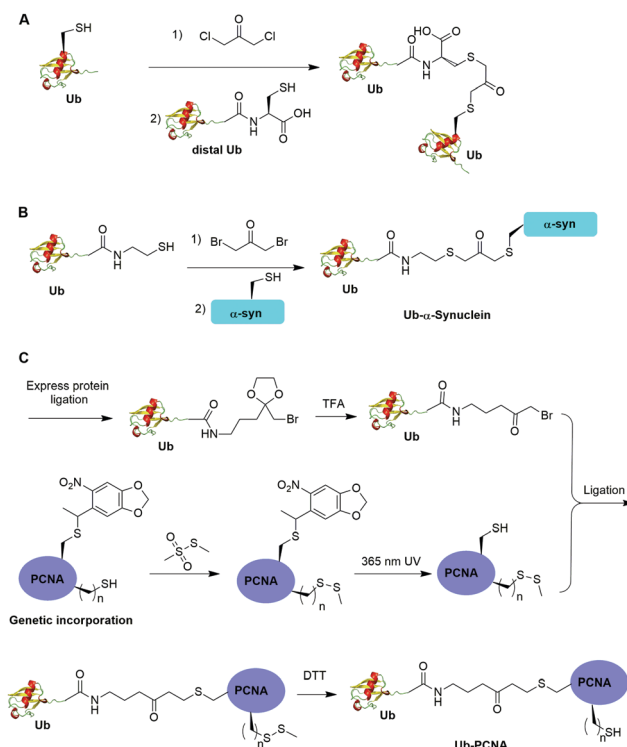 A
SH
Ub
1)
O
Cl
Cl
2)
O
N
H
SH
OH
O
distal Ub
O
HO
O
N
H
S
O
S
Ub
Ub
B
O
N
H
SH
Ub
1)
O
Br
Br
2)
SH
α-syn
O
N
H
S
O
S
α-syn
Ub
Ub-α-Synuclein
C
Express protein
ligation
Ub
O
HN
O
O
Br
TFA
Ub
O
N
H
O
Br
Ligation
O2N
O
O
S
PCNA
( )n
SH
Genetic incorporation
O
S
S
O
O2N
O
O
S
PCNA
( )n
S
S
365 nm UV
SH
PCNA
( )n
S
S
Ub
O
N
H
O
S
PCNA
( )n
S
S
DTT
Ub
O
N
H
O
S
PCNA
( )n
SH
Ub-PCNA